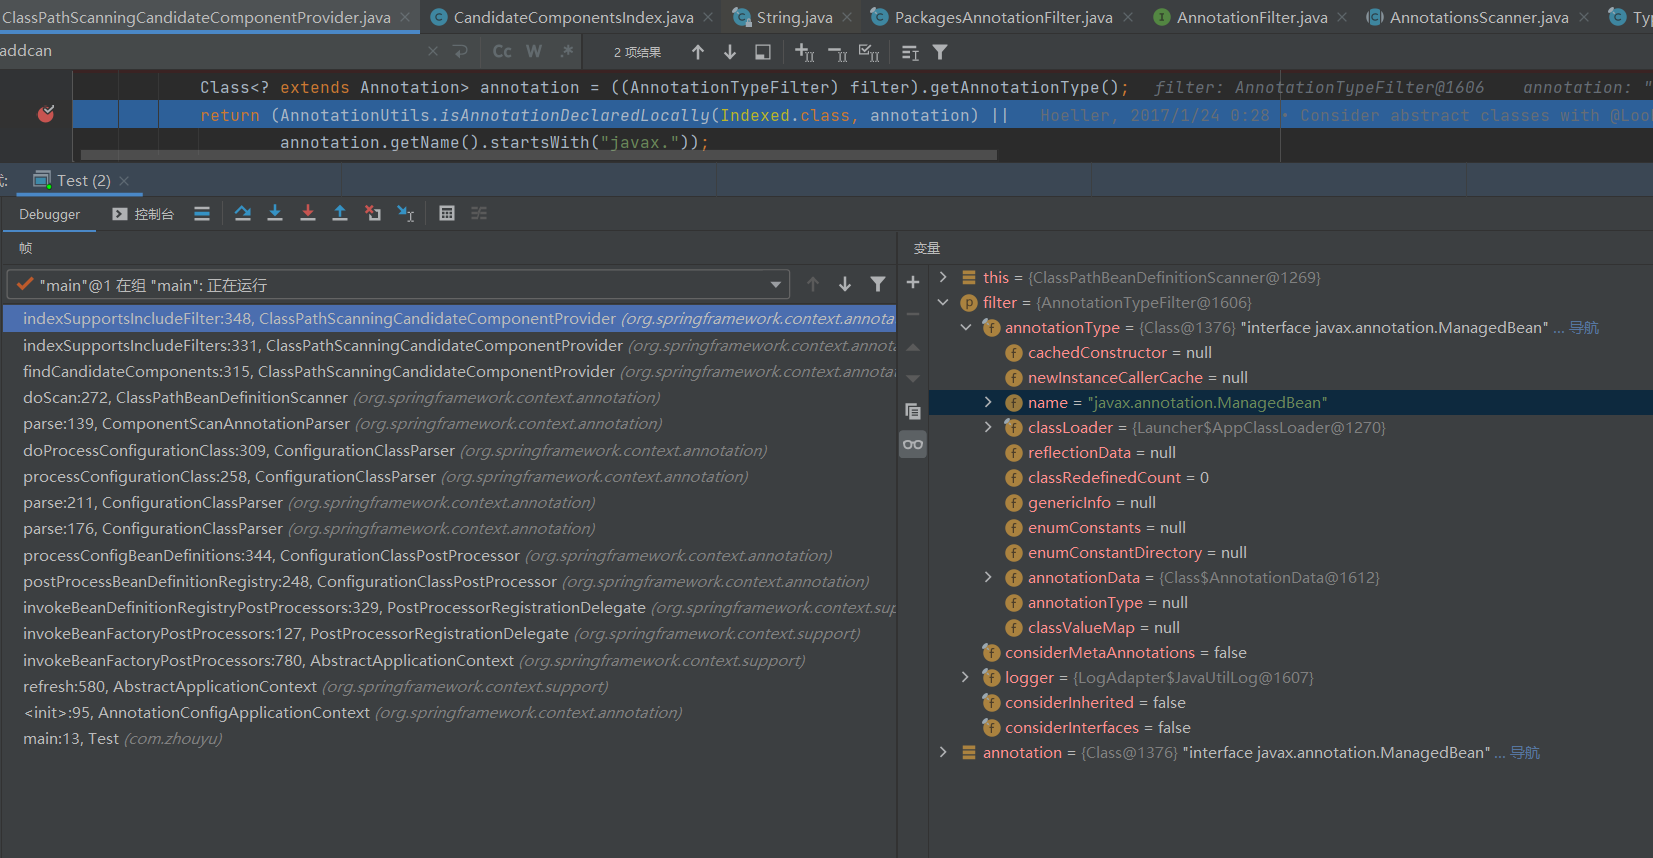 ClassPathScanningCandidateComponentProvider.java CandidateComponentsIndex.java String.java PackagesAnnotationFilter.java AnnotationFilter.java AnnotationsScanner.java
addcan Cc W .* 2 项结果
Class<? extends Annotation> annotation = ((AnnotationTypeFilter) filter).getAnnotationType(); filter: AnnotationTypeFilter@1606 annotation: "
return (AnnotationUtils.isAnnotationDeclaredLocally(Indexed.class, annotation) || Hoeller, 2017/1/24 0:28 · Consider abstract classes with
annotation.getName().startsWith("javax."));
Test (2)
Debugger 控制台
帧
"main"@1 在组 "main": 正在运行
indexSupportsIncludeFilter:348, ClassPathScanningCandidateComponentProvider (org.springframework.context.annota
indexSupportsIncludeFilters:331, ClassPathScanningCandidateComponentProvider (org.springframework.context.annota
findCandidateComponents:315, ClassPathScanningCandidateComponentProvider (org.springframework.context.annotat
doScan:272, ClassPathBeanDefinitionScanner (org.springframework.context.annotation)
parse:139, ComponentScanAnnotationParser (org.springframework.context.annotation)
doProcessConfigurationClass:309, ConfigurationClassParser (org.springframework.context.annotation)
processConfigurationClass:258, ConfigurationClassParser (org.springframework.context.annotation)
parse:211, ConfigurationClassParser (org.springframework.context.annotation)
parse:176, ConfigurationClassParser (org.springframework.context.annotation)
processConfigBeanDefinitions:344, ConfigurationClassPostProcessor (org.springframework.context.annotation)
postProcessBeanDefinitionRegistry:248, ConfigurationClassPostProcessor (org.springframework.context.annotation)
invokeBeanDefinitionRegistryPostProcessors:329, PostProcessorRegistrationDelegate (org.springframework.context.sup
invokeBeanFactoryPostProcessors:127, PostProcessorRegistrationDelegate (org.springframework.context.support)
invokeBeanFactoryPostProcessors:780, AbstractApplicationContext (org.springframework.context.support)
refresh:580, AbstractApplicationContext (org.springframework.context.support)
<init>:95, AnnotationConfigApplicationContext (org.springframework.context.annotation)
main:13, Test (com.zhouyu)
变量
this = {ClassPathBeanDefinitionScanner@1269}
filter = {AnnotationTypeFilter@1606}
annotationType = {Class@1376} "interface javax.annotation.ManagedBean" ... 导航
cachedConstructor = null
newInstanceCallerCache = null
name = "javax.annotation.ManagedBean"
classLoader = {Launcher$AppClassLoader@1270}
reflectionData = null
classRedefinedCount = 0
genericInfo = null
enumConstants = null
enumConstantDirectory = null
annotationData = {Class$AnnotationData@1612}
annotationType = null
classValueMap = null
considerMetaAnnotations = false
logger = {LogAdapter$JavaUtilLog@1607}
considerInherited = false
considerInterfaces = false
annotation = {Class@1376} "interface javax.annotation.ManagedBean" ... 导航